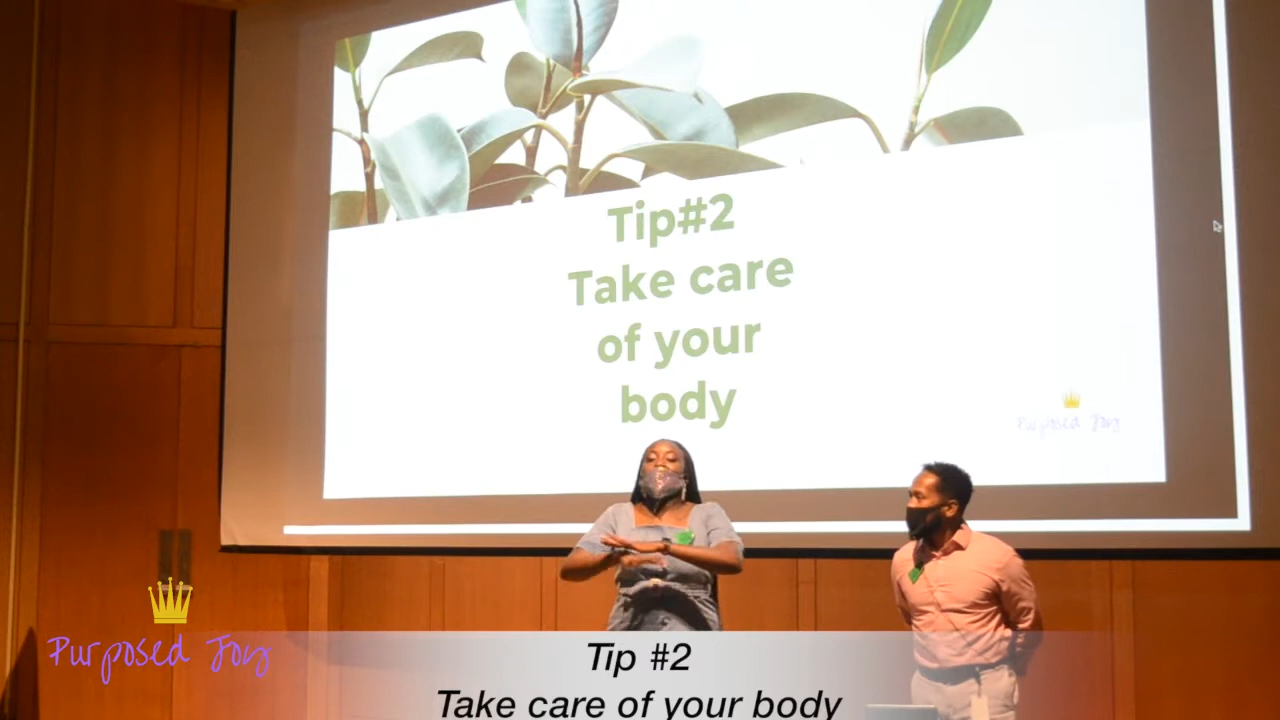 Tip#2
Take care
of your
body
Purposed Joy
Purposed Joy
Tip #2
Take care of your body